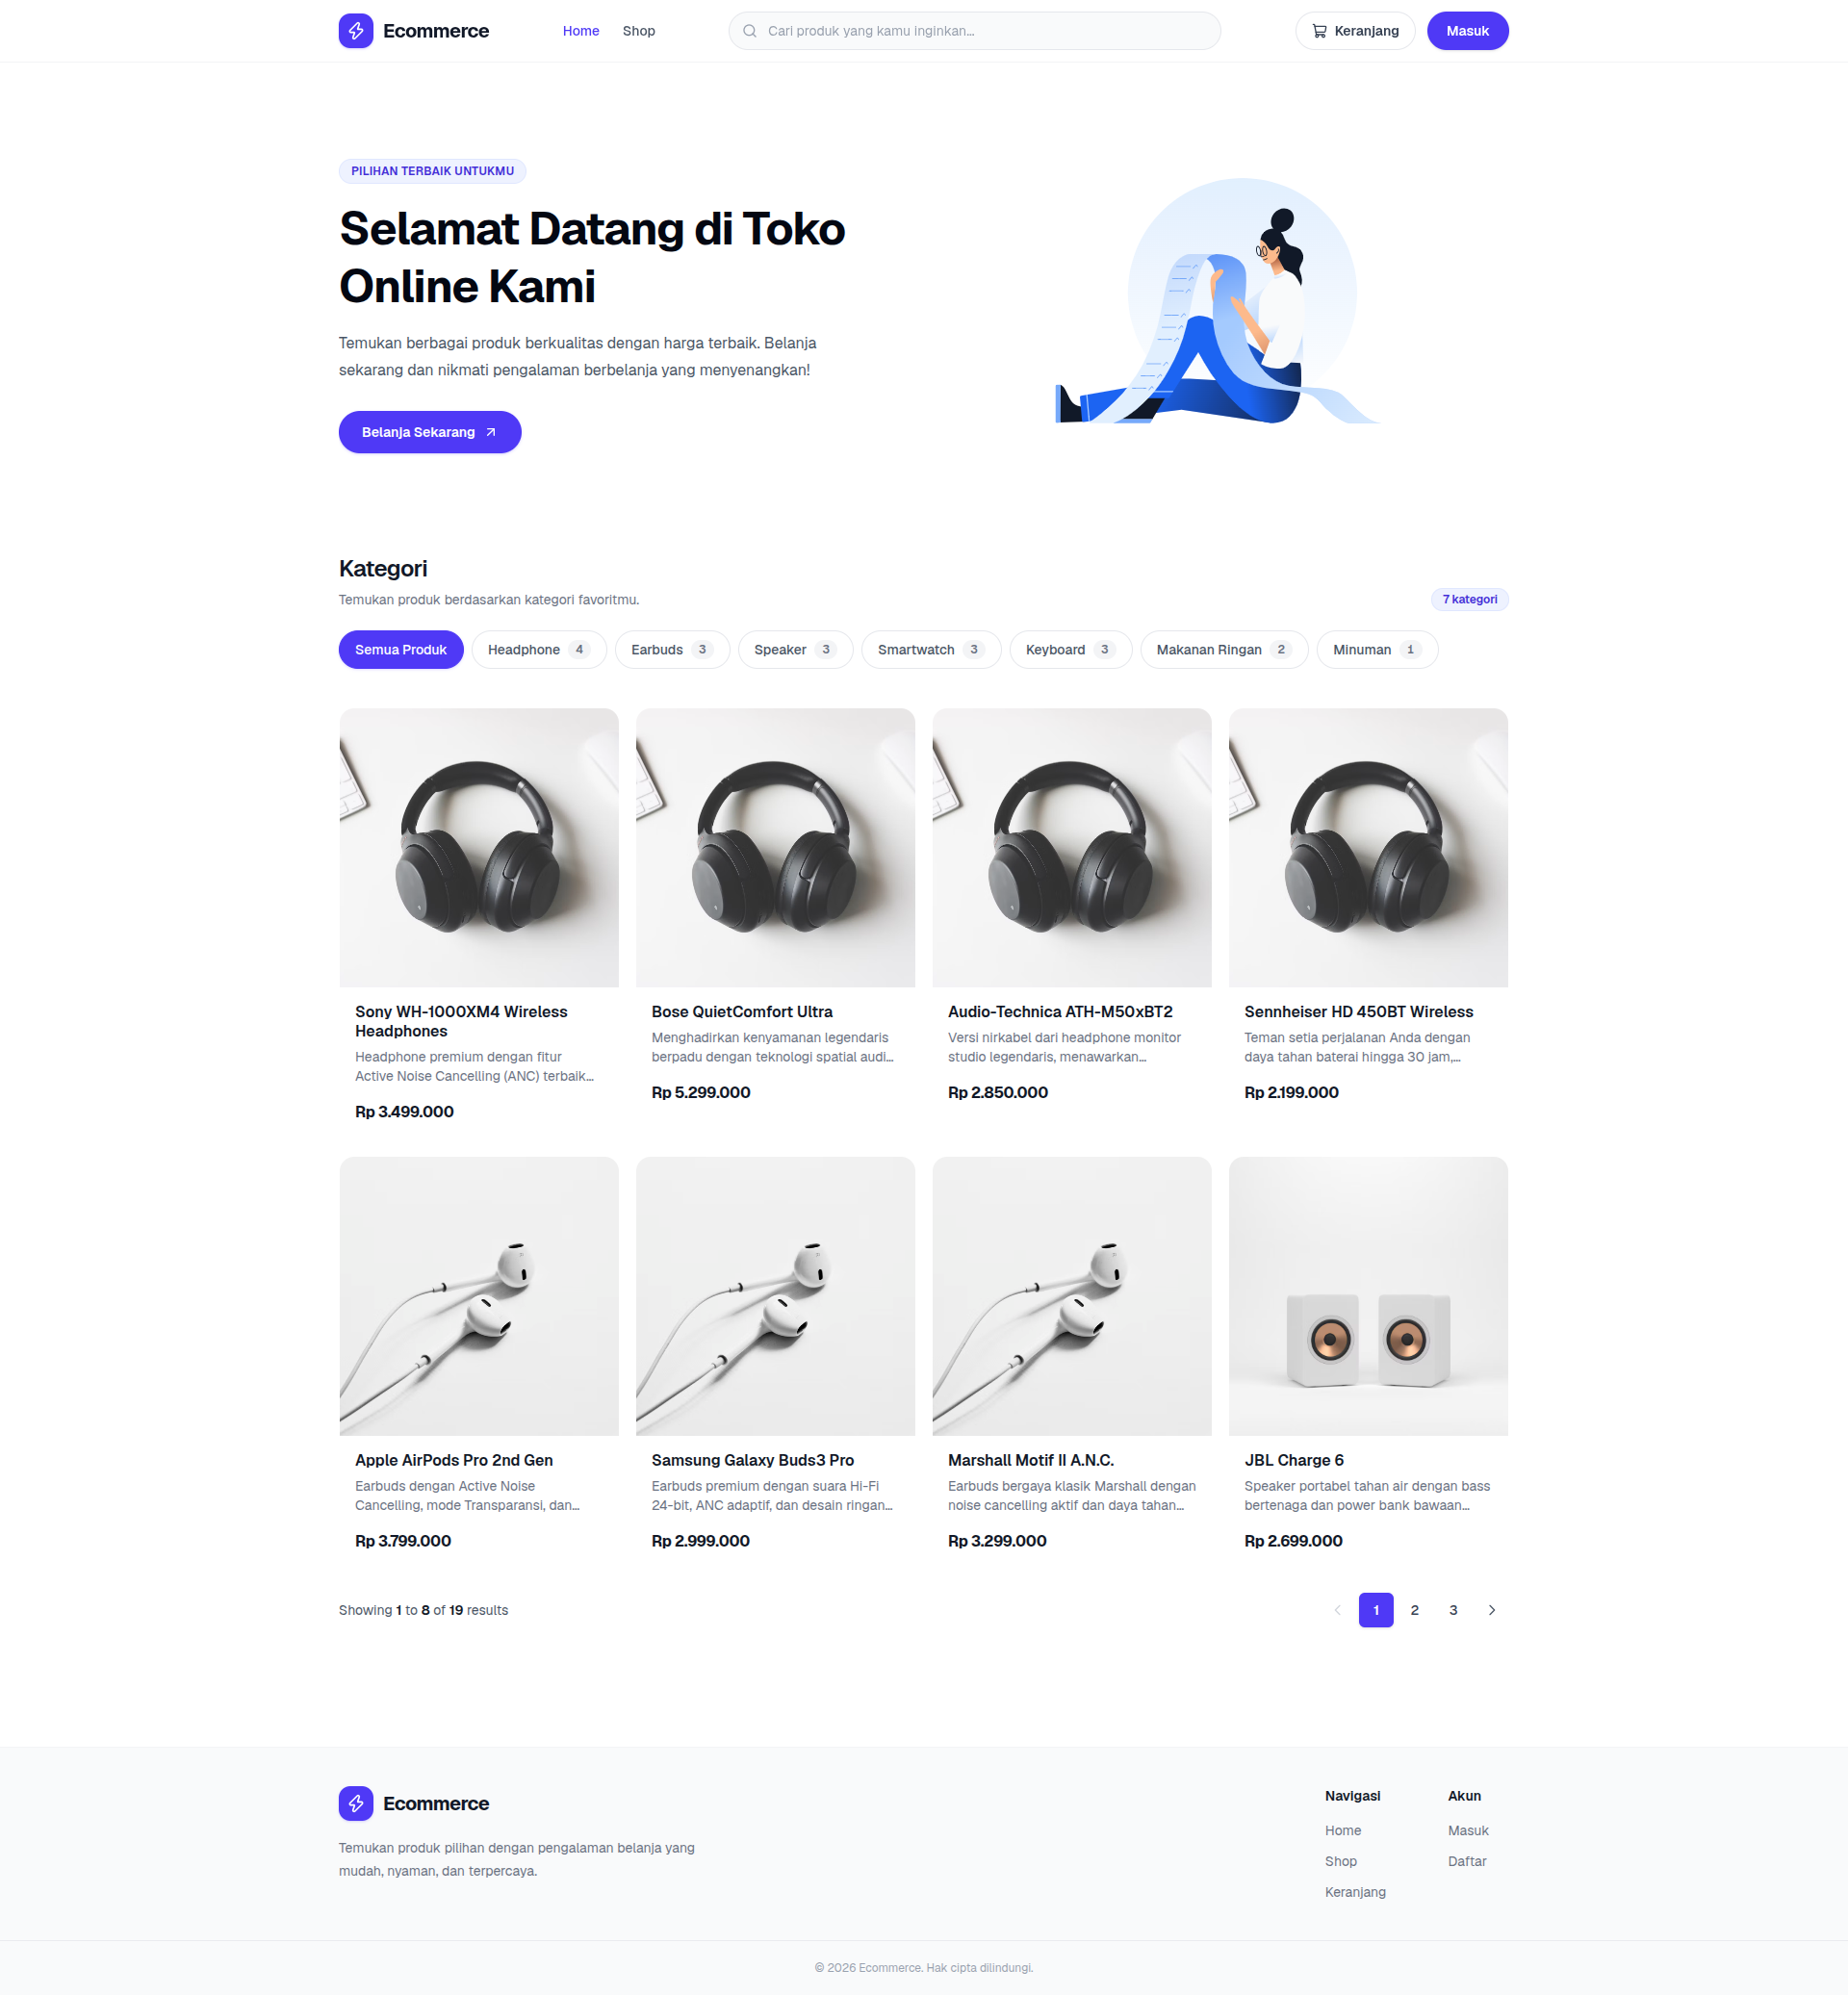 Ecommerce
Home
Shop
Cari produk yang kamu inginkan...
Keranjang
Masuk
PILIHAN TERBAIK UNTUKMU
Selamat Datang di Toko
Online Kami
Temukan berbagai produk berkualitas dengan harga terbaik. Belanja
sekarang dan nikmati pengalaman berbelanja yang menyenangkan!
Belanja Sekarang
Kategori
Temukan produk berdasarkan kategori favoritmu.
7 kategori
Semua Produk
Headphone 4
Earbuds 3
Speaker 3
Smartwatch 3
Keyboard 3
Makanan Ringan 2
Minuman 1
Sony WH-1000XM4 Wireless
Headphones
Headphone premium dengan fitur
Active Noise Cancelling (ANC) terbaik...
Rp 3.499.000
Bose QuietComfort Ultra
Menghadirkan kenyamanan legendaris
berpadu dengan teknologi spatial audi...
Rp 5.299.000
Audio-Technica ATH-M50xBT2
Versi nirkabel dari headphone monitor
studio legendaris, menawarkan...
Rp 2.850.000
Sennheiser HD 450BT Wireless
Teman setia perjalanan Anda dengan
daya tahan baterai hingga 30 jam,...
Rp 2.199.000
Apple AirPods Pro 2nd Gen
Earbuds dengan Active Noise
Cancelling, mode Transparansi, dan...
Rp 3.799.000
Samsung Galaxy Buds3 Pro
Earbuds premium dengan suara Hi-Fi
24-bit, ANC adaptif, dan desain ringan...
Rp 2.999.000
Marshall Motif II A.N.C.
Earbuds bergaya klasik Marshall dengan
noise cancelling aktif dan daya tahan...
Rp 3.299.000
JBL Charge 6
Speaker portabel tahan air dengan bass
bertenaga dan power bank bawaan...
Rp 2.699.000
Showing 1 to 8 of 19 results
1 2 3
Ecommerce
Temukan produk pilihan dengan pengalaman belanja yang
mudah, nyaman, dan terpercaya.
Navigasi
Home
Shop
Keranjang
Akun
Masuk
Daftar
© 2026 Ecommerce. Hak cipta dilindungi.